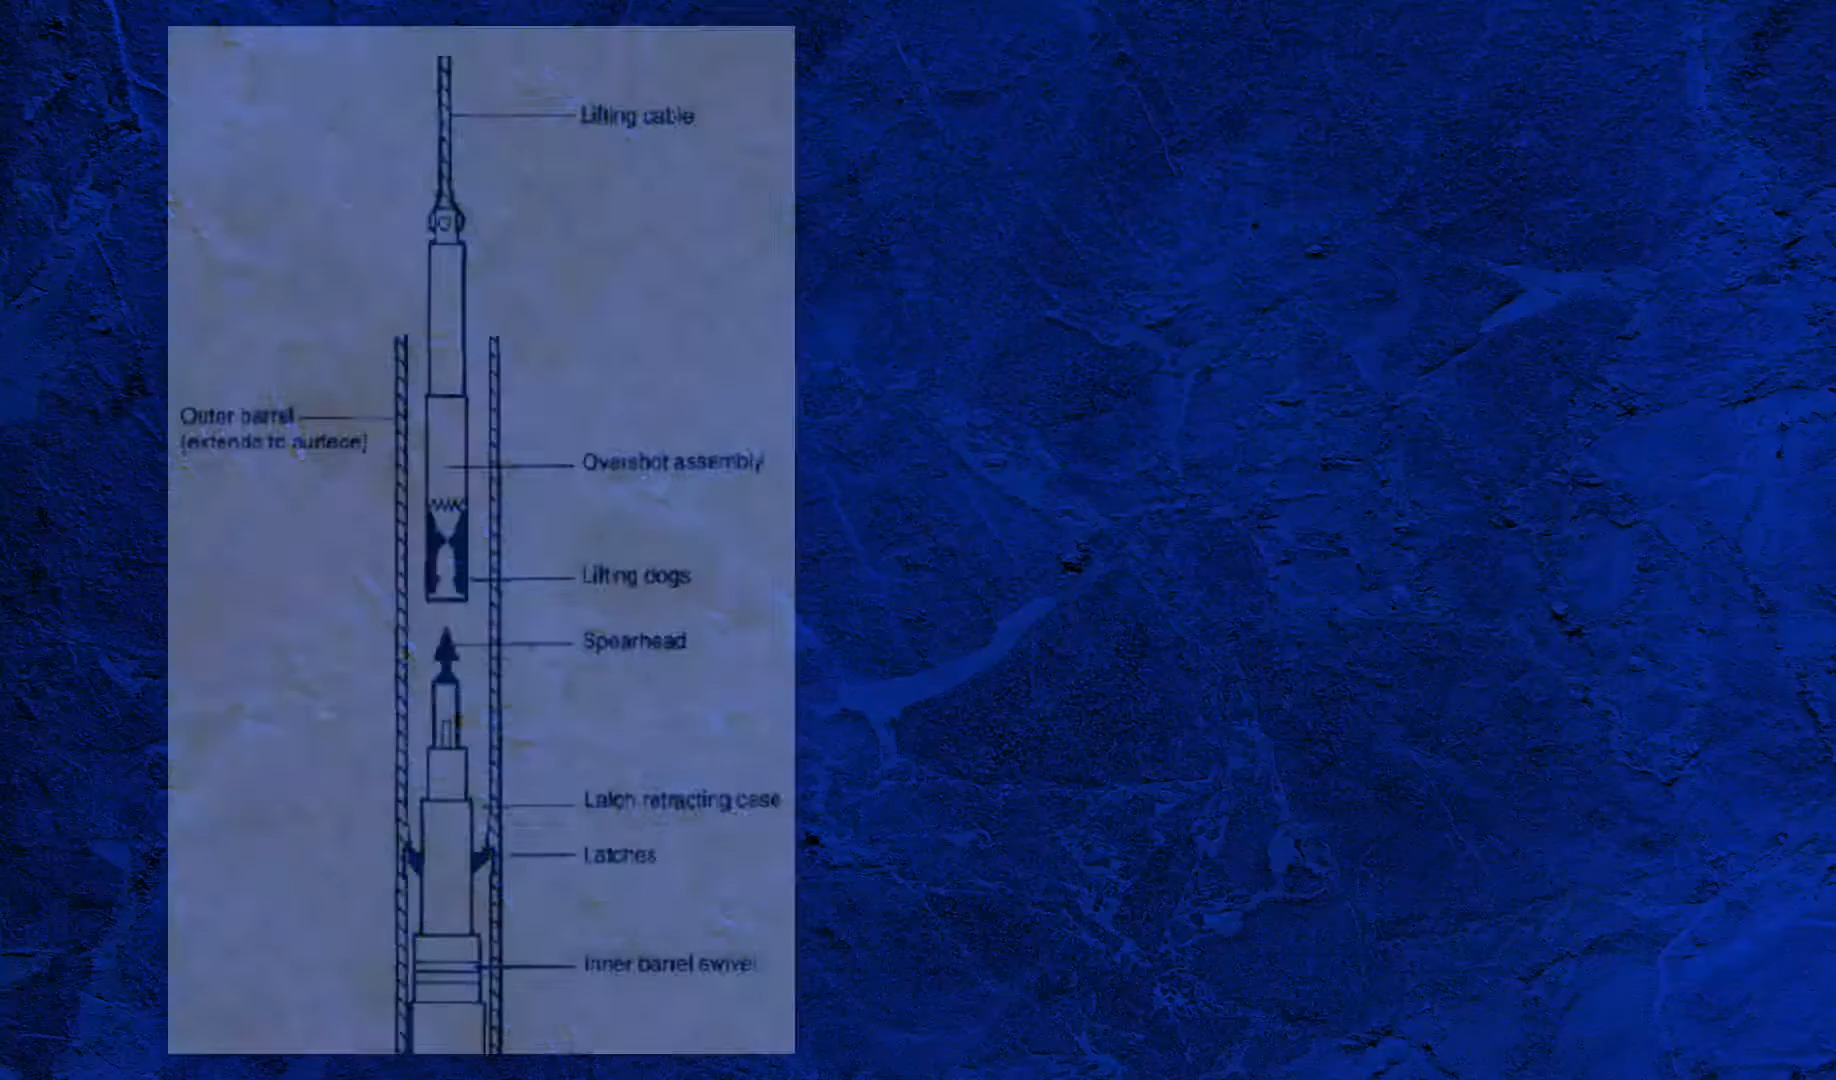 Lifting cable
Outer barrel
(extends to surface)
Overshot assembly
Lifting dogs
Spearhead
Latch retracting case
Latches
Inner barrel swivel